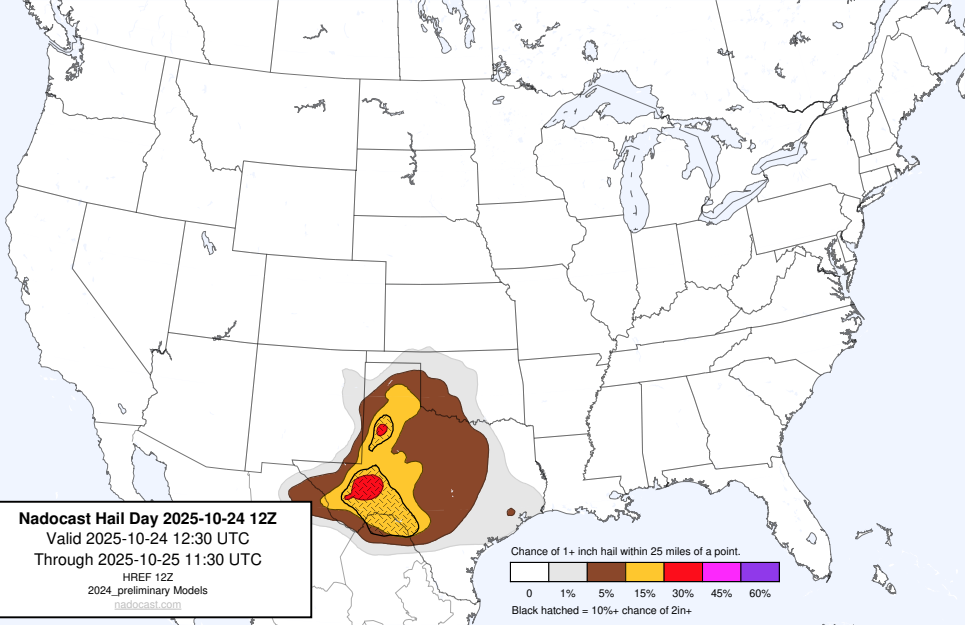 Nadocast Hail Day 2025-10-24 12Z
Valid 2025-10-24 12:30 UTC
Through 2025-10-25 11:30 UTC
HREF 12Z
2024_preliminary Models
nadocast.com
Chance of 1+ inch hail within 25 miles of a point.
0 1% 5% 15% 30% 45% 60%
Black hatched = 10%+ chance of 2in+